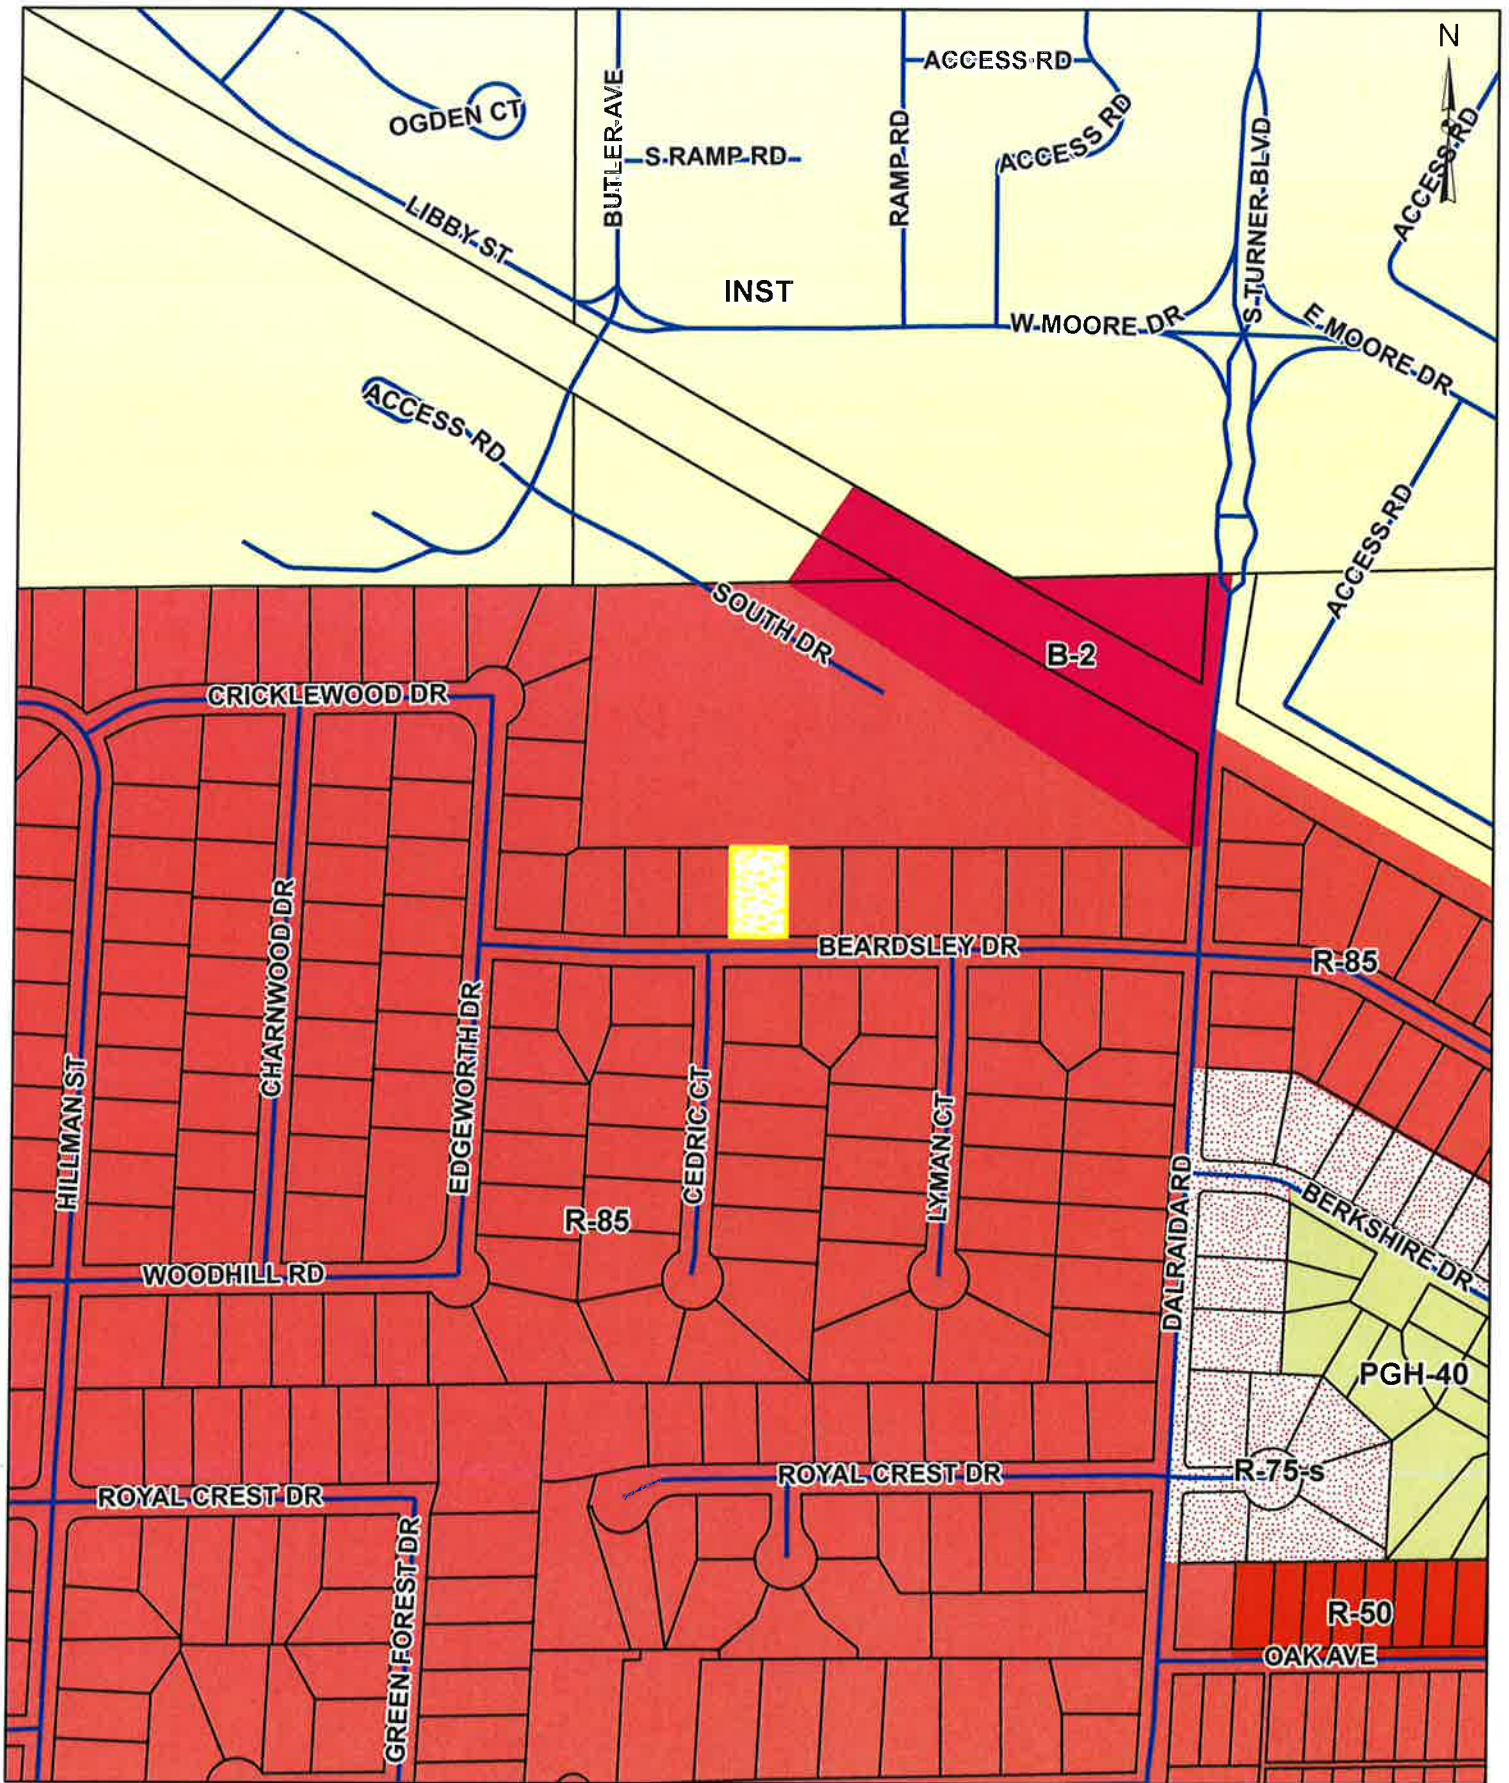 N
ACCESS RD
OGDEN CT
BUTLER AVE
S RAMP RD
RAMP RD
ACCESS RD
S TURNER BLVD
ACCESS RD
LIBBY ST
INST
W MOORE DR
E MOORE DR
ACCESS RD
ACCESS RD
SOUTH DR
B-2
CRICKLEWOOD DR
CHARNWOOD DR
BEARDSLEY DR
R-85
HILLMAN ST
EDGEWORTH DR
CEDRIC CT
LYMAN CT
DALRAIDA RD
BERKSHIRE DR
R-85
WOODHILL RD
PGH-40
ROYAL CREST DR
R-75-s
ROYAL CREST DR
GREEN FOREST DR
R-50
OAK AVE